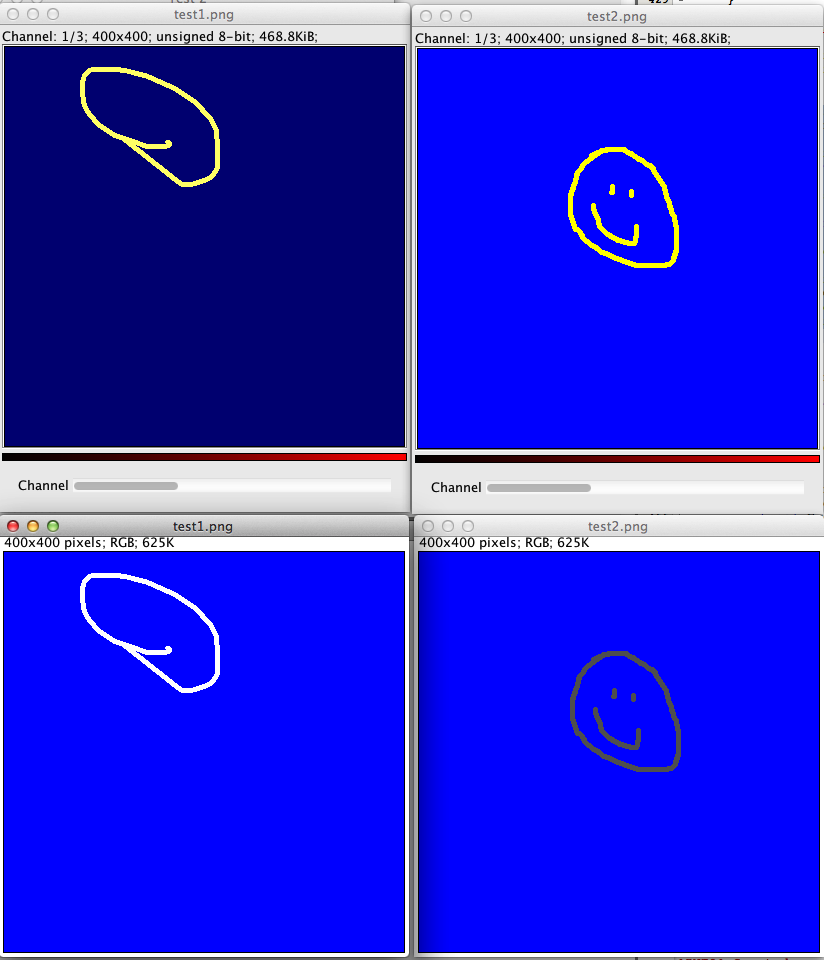 test1.png
Channel: 1/3; 400x400; unsigned 8-bit; 468.8KiB;
Channel
test2.png
Channel: 1/3; 400x400; unsigned 8-bit; 468.8KiB;
Channel
test1.png
400x400 pixels; RGB; 625K
test2.png
400x400 pixels; RGB; 625K